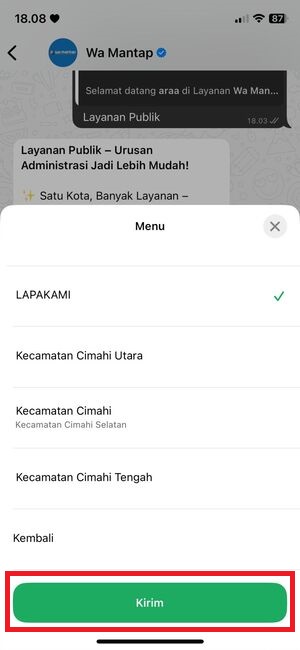 18.08
87
wa mantap
Wa Mantap
Selamat datang araa di Layanan Wa Man...
Layanan Publik
18.03
Layanan Publik – Urusan
Administrasi Jadi Lebih Mudah!
✨ Satu Kota, Banyak Layanan –
Menu
LAPAKAMI
Kecamatan Cimahi Utara
Kecamatan Cimahi
Kecamatan Cimahi Selatan
Kecamatan Cimahi Tengah
Kembali
Kirim